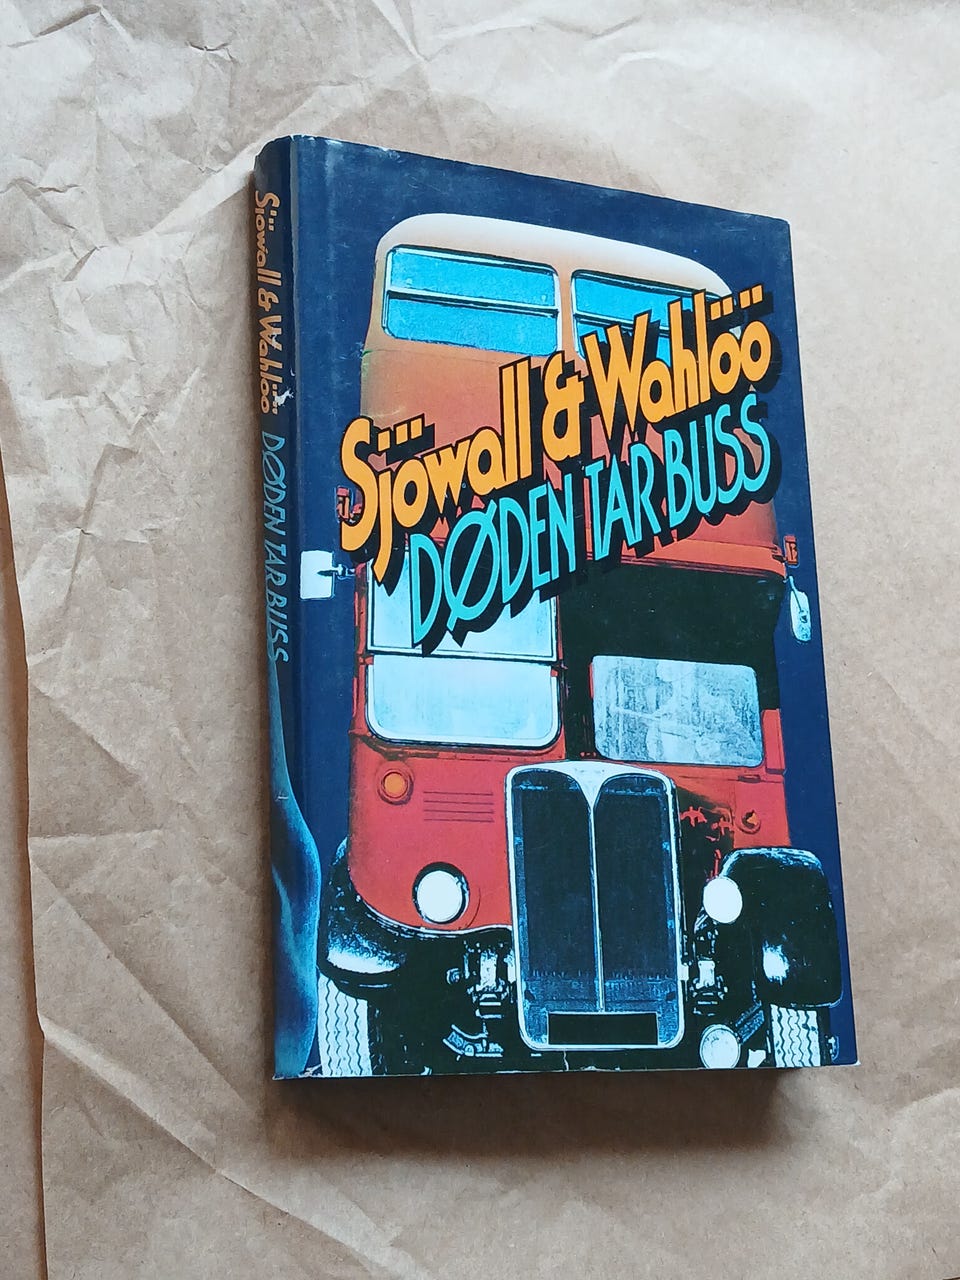 Sjöwall & Wahlöö
DØDEN TAR BUSS
Sjöwall & Wahlöö DØDEN TAR BUSS